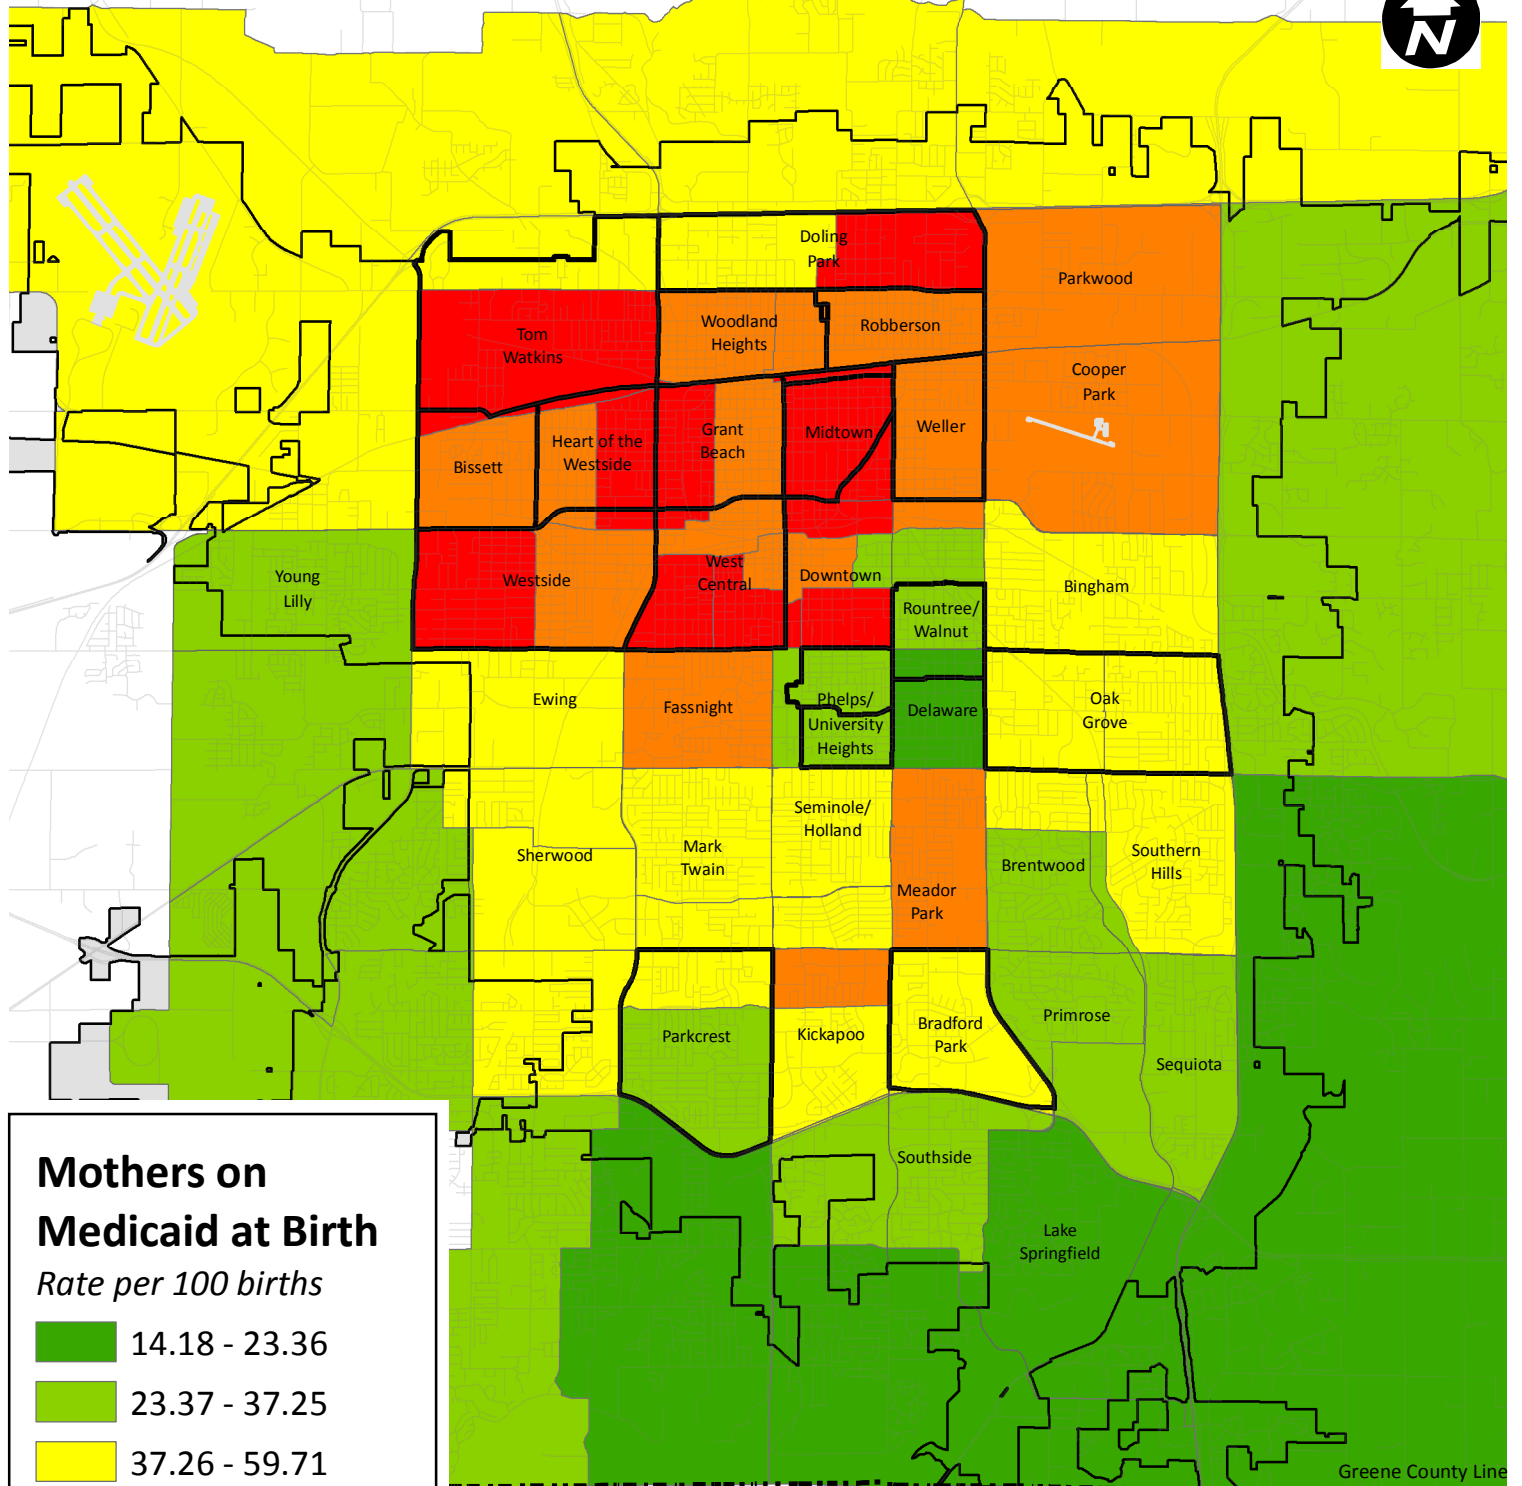 N
Doling
Park
Parkwood
Tom
Watkins
Woodland
Heights
Robberson
Cooper
Park
Bissett
Heart of the
Westside
Grant
Beach
Midtown
Weller
Young
Lilly
Westside
West
Central
Downtown
Rountree/
Walnut
Bingham
Ewing
Fassnight
Phelps/
University
Heights
Delaware
Oak
Grove
Sherwood
Mark
Twain
Seminole/
Holland
Meador
Park
Brentwood
Southern
Hills
Parkcrest
Kickapoo
Bradford
Park
Primrose
Sequiota
Southside
Lake
Springfield
Mothers on
Medicaid at Birth
Rate per 100 births
14.18 - 23.36
23.37 - 37.25
37.26 - 59.71
Greene County Line